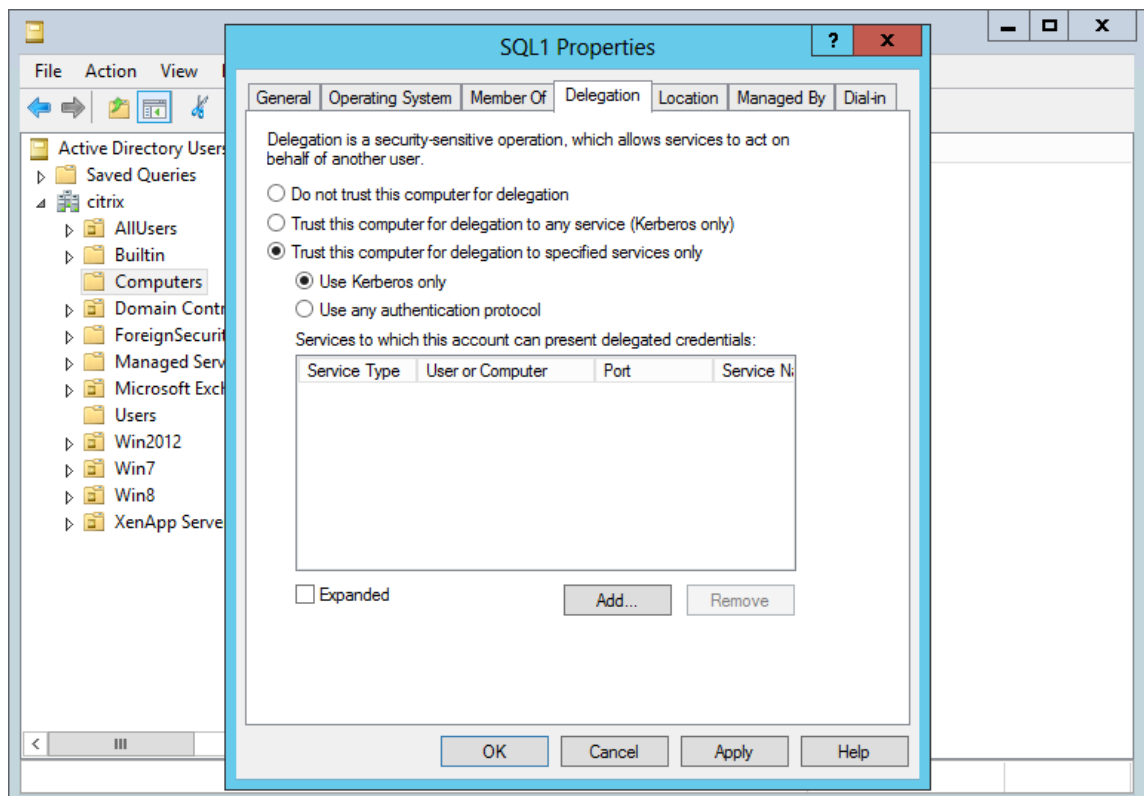 SQL1 Properties
? x
x
File Action View
General Operating System Member Of Delegation Location Managed By Dial-in
Delegation is a security-sensitive operation, which allows services to act on
behalf of another user.
Do not trust this computer for delegation
Trust this computer for delegation to any service (Kerberos only)
Trust this computer for delegation to specified services only
Use Kerberos only
Use any authentication protocol
Services to which this account can present delegated credentials:
Service Type User or Computer Port Service Na
Expanded
Add...
Remove
OK Cancel Apply Help
Active Directory Users
Saved Queries
citrix
AllUsers
Builtin
Computers
Domain Contr
ForeignSecurit
Managed Serv
Microsoft Exch
Users
Win2012
Win7
Win8
XenApp Serve